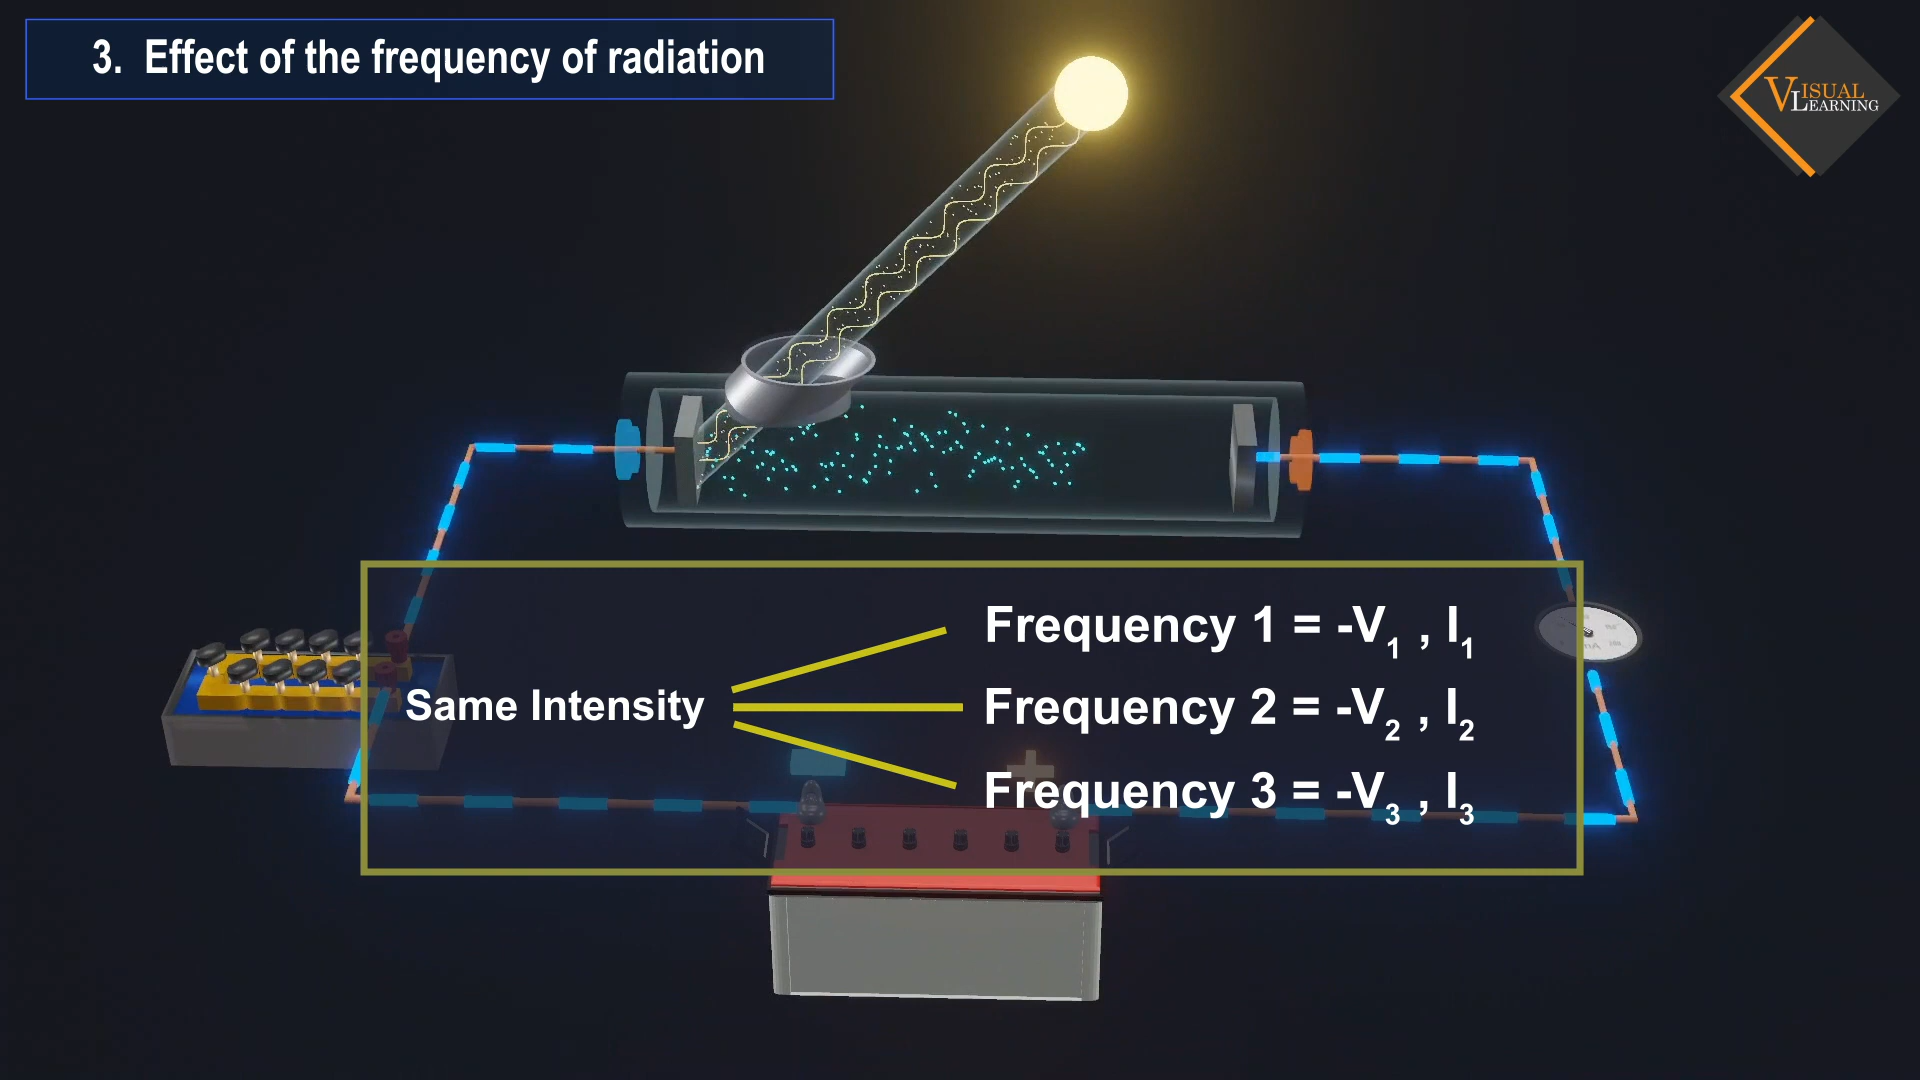 3. Effect of the frequency of radiation
VISUAL
LEARNING
Frequency 1 = -V₁ , I₁
Same Intensity
Frequency 2 = -V₂ , I₂
Frequency 3 = -V₃ , I₃